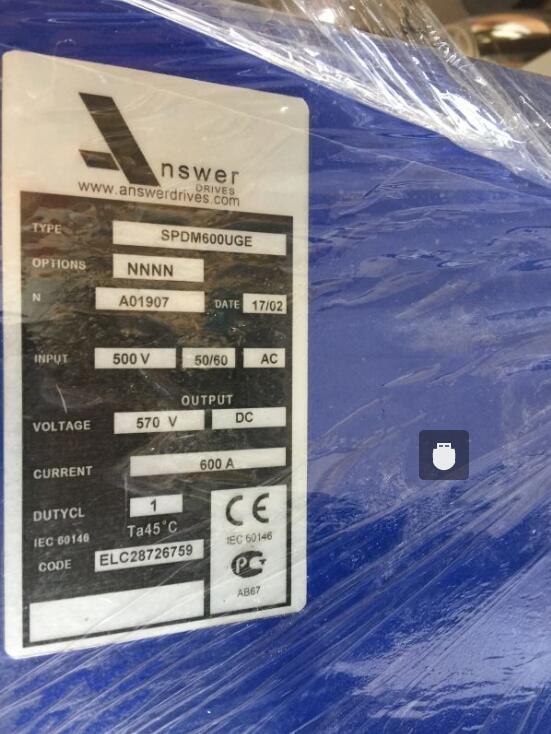 Answer
DRIVES
www.answerdrives.com
TYPE SPDM600UGE
OPTIONS NNNN
N A01907 DATE 17/02
INPUT 500 V 50/60 AC
OUTPUT
VOLTAGE 570 V DC
CURRENT 600 A
DUTYCL 1
Ta45°C
IEC 60146
CODE ELC28726759
CE
IEC 60146
PC
AB67